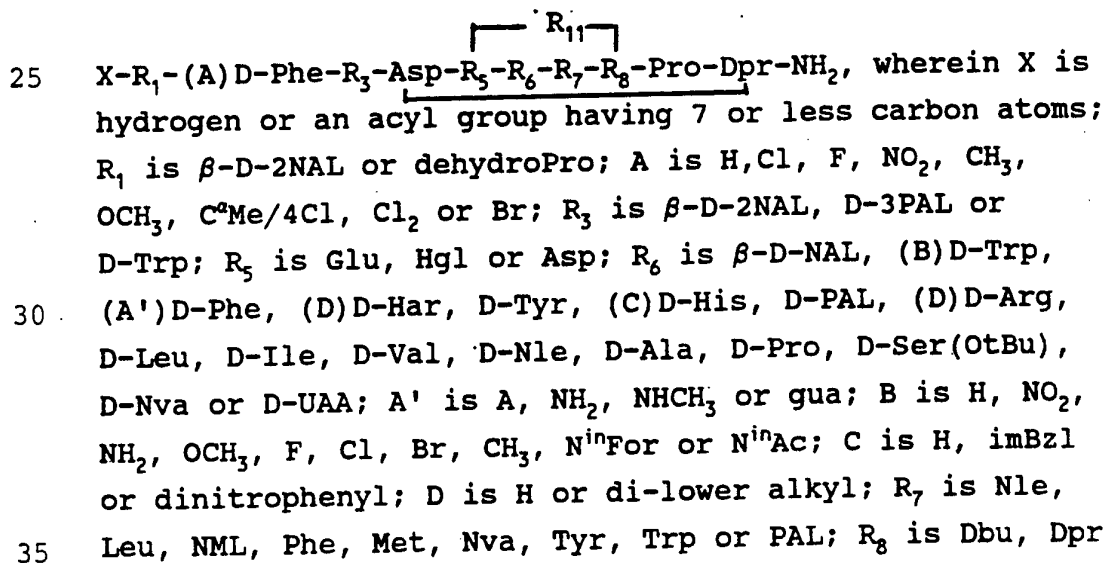 R₁₁
25 X-R₁-(A)D-Phe-R₃-Asp-R₅-R₆-R₇-R₈-Pro-Dpr-NH₂, wherein X is
hydrogen or an acyl group having 7 or less carbon atoms;
R₁ is β-D-2NAL or dehydroPro; A is H,Cl, F, NO₂, CH₃,
OCH₃, CᵅMe/4Cl, Cl₂ or Br; R₃ is β-D-2NAL, D-3PAL or
D-Trp; R₅ is Glu, Hgl or Asp; R₆ is β-D-NAL, (B)D-Trp,
30 (A')D-Phe, (D)D-Har, D-Tyr, (C)D-His, D-PAL, (D)D-Arg,
D-Leu, D-Ile, D-Val, D-Nle, D-Ala, D-Pro, D-Ser(OtBu),
D-Nva or D-UAA; A' is A, NH₂, NHCH₃ or gua; B is H, NO₂,
NH₂, OCH₃, F, Cl, Br, CH₃, NⁱⁿFor or NⁱⁿAc; C is H, imBzl
or dinitrophenyl; D is H or di-lower alkyl; R₇ is Nle,
35 Leu, NML, Phe, Met, Nva, Tyr, Trp or PAL; R₈ is Dbu, Dpr